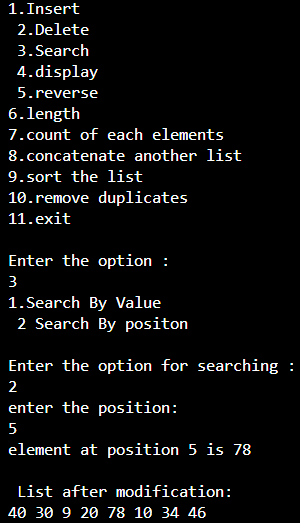 1.Insert
2.Delete
3.Search
4.display
5.reverse
6.length
7.count of each elements
8.concatenate another list
9.sort the list
10.remove duplicates
11.exit
Enter the option :
3
1.Search By Value
2 Search By positon
Enter the option for searching :
2
enter the position:
5
element at position 5 is 78
List after modification:
40 30 9 20 78 10 34 46